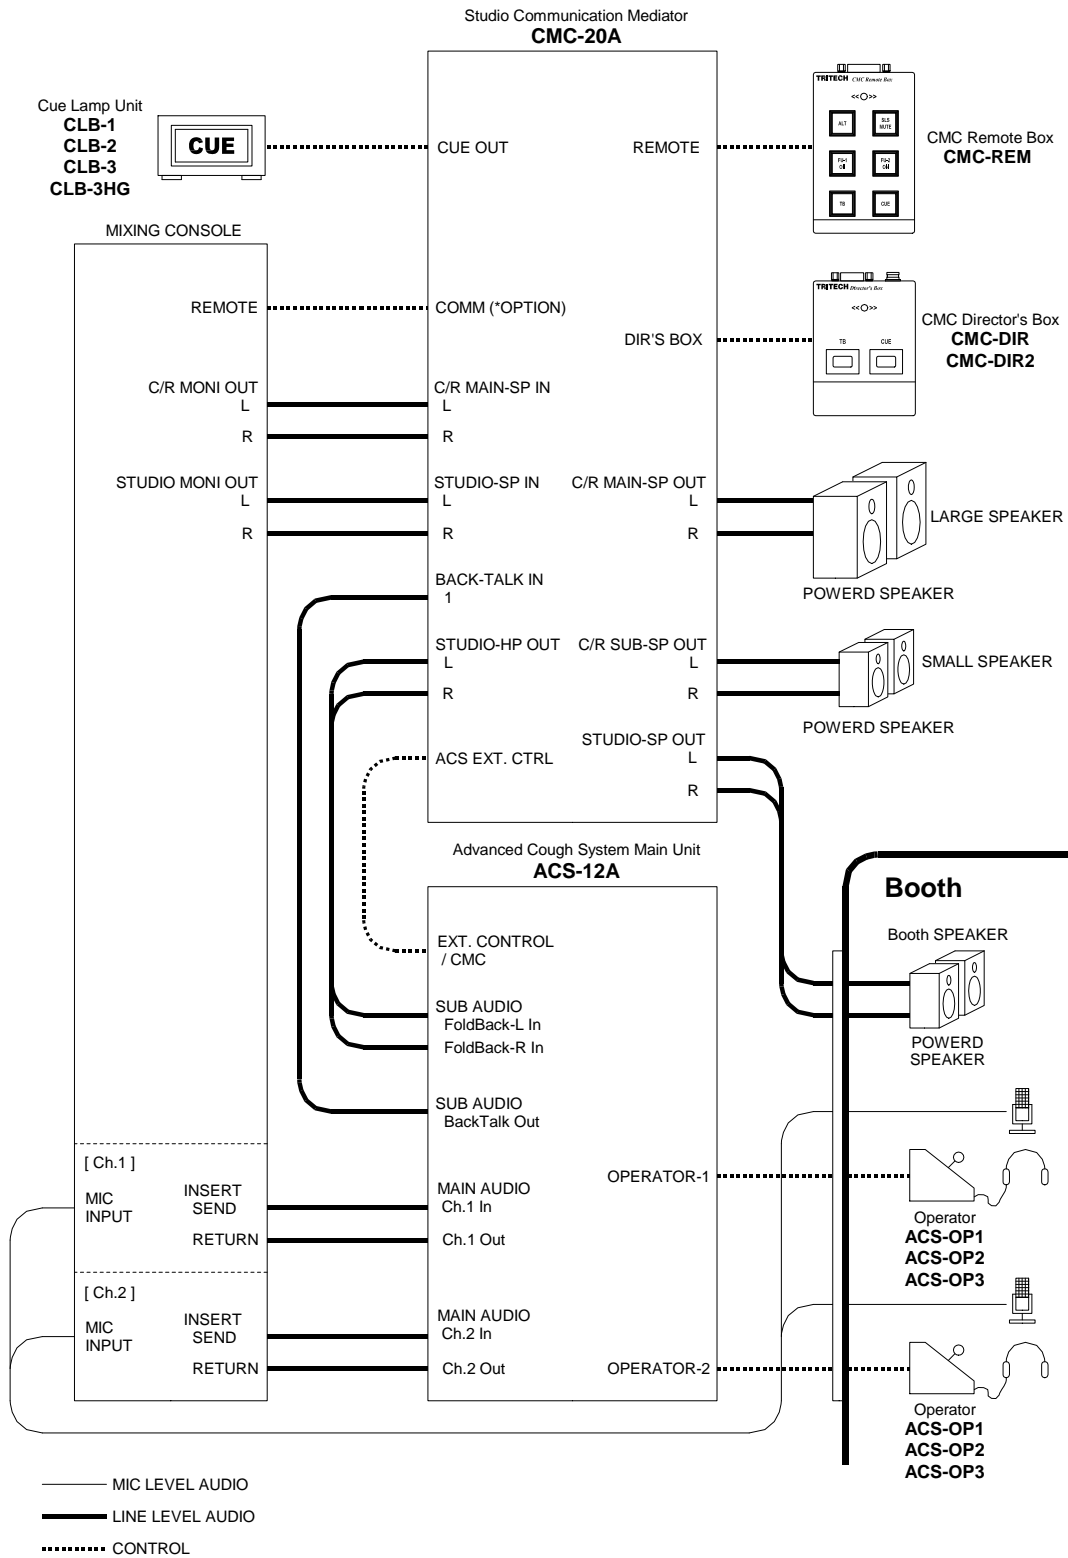 Studio Communication Mediator
CMC-20A
Cue Lamp Unit
CLB-1
CLB-2
CLB-3
CLB-3HG
CUE
CUE OUT
REMOTE
TRITECH CMC Remote Box
<<O>>
ALT
SLS MUTE
FU-1 OH
FU-2 OH
TB
CUE
CMC Remote Box
CMC-REM
MIXING CONSOLE
REMOTE
COMM (*OPTION)
DIR'S BOX
TRITECH Director's Box
<<O>>
TB
CUE
CMC Director's Box
CMC-DIR
CMC-DIR2
C/R MONI OUT
L
R
C/R MAIN-SP IN
L
R
STUDIO MONI OUT
L
R
STUDIO-SP IN
L
R
C/R MAIN-SP OUT
L
R
LARGE SPEAKER
POWERD SPEAKER
BACK-TALK IN
1
STUDIO-HP OUT
L
R
C/R SUB-SP OUT
L
R
SMALL SPEAKER
POWERD SPEAKER
STUDIO-SP OUT
L
R
ACS EXT. CTRL
Advanced Cough System Main Unit
ACS-12A
Booth
Booth SPEAKER
POWERD
SPEAKER
EXT. CONTROL
/ CMC
SUB AUDIO
FoldBack-L In
FoldBack-R In
SUB AUDIO
BackTalk Out
[ Ch.1 ]
MIC
INPUT
INSERT
SEND
RETURN
MAIN AUDIO
Ch.1 In
Ch.1 Out
OPERATOR-1
Operator
ACS-OP1
ACS-OP2
ACS-OP3
[ Ch.2 ]
MIC
INPUT
INSERT
SEND
RETURN
MAIN AUDIO
Ch.2 In
Ch.2 Out
OPERATOR-2
Operator
ACS-OP1
ACS-OP2
ACS-OP3
MIC LEVEL AUDIO
LINE LEVEL AUDIO
CONTROL